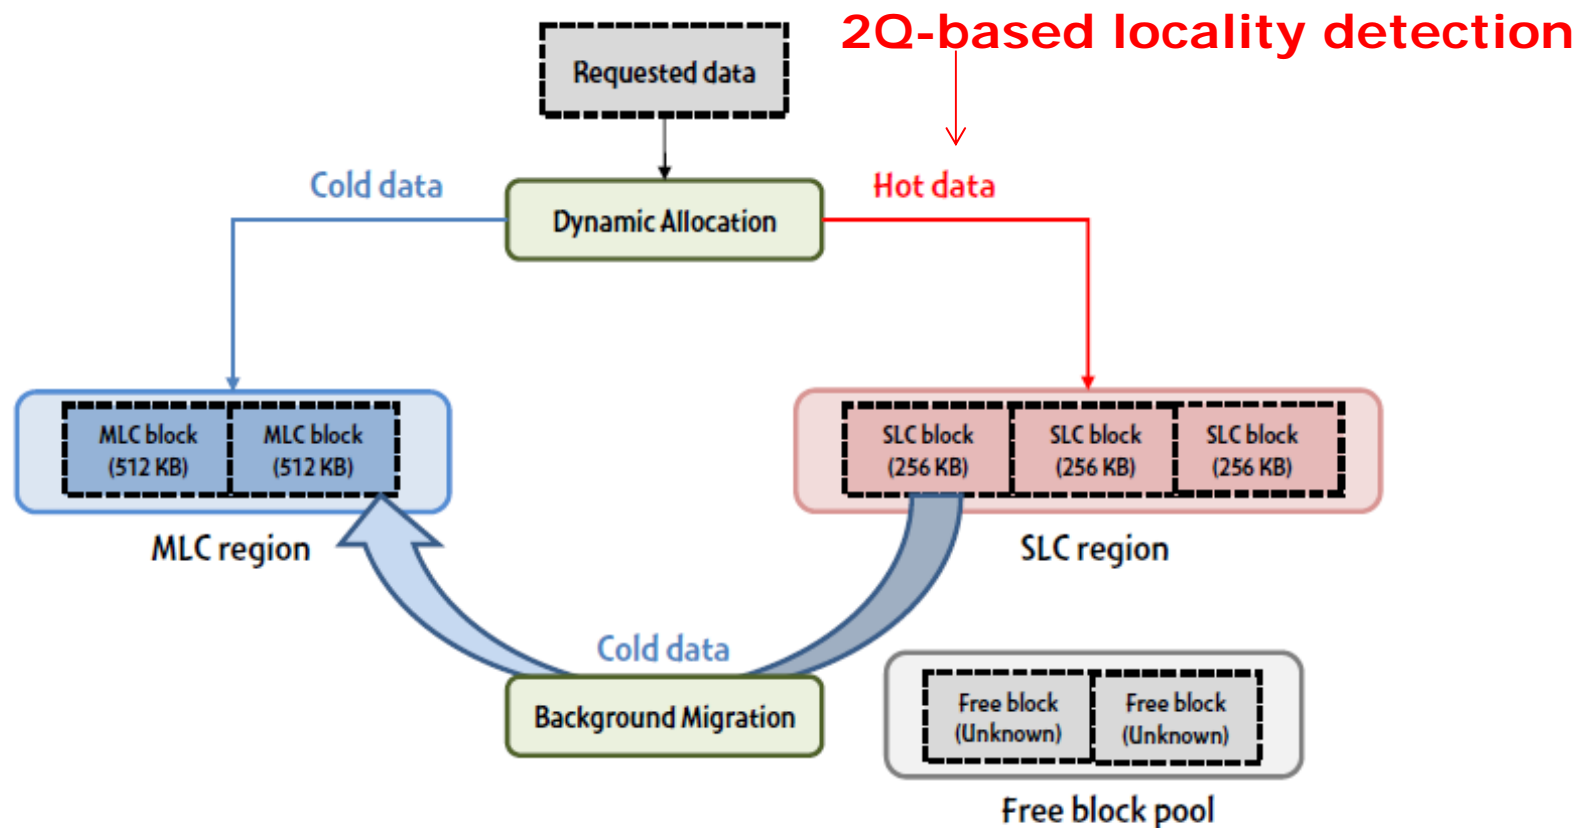 2Q-based locality detection
Requested data
Cold data
Hot data
Dynamic Allocation
MLC block
(512 KB)
MLC block
(512 KB)
SLC block
(256 KB)
SLC block
(256 KB)
SLC block
(256 KB)
MLC region
SLC region
Cold data
Background Migration
Free block
(Unknown)
Free block
(Unknown)
Free block pool